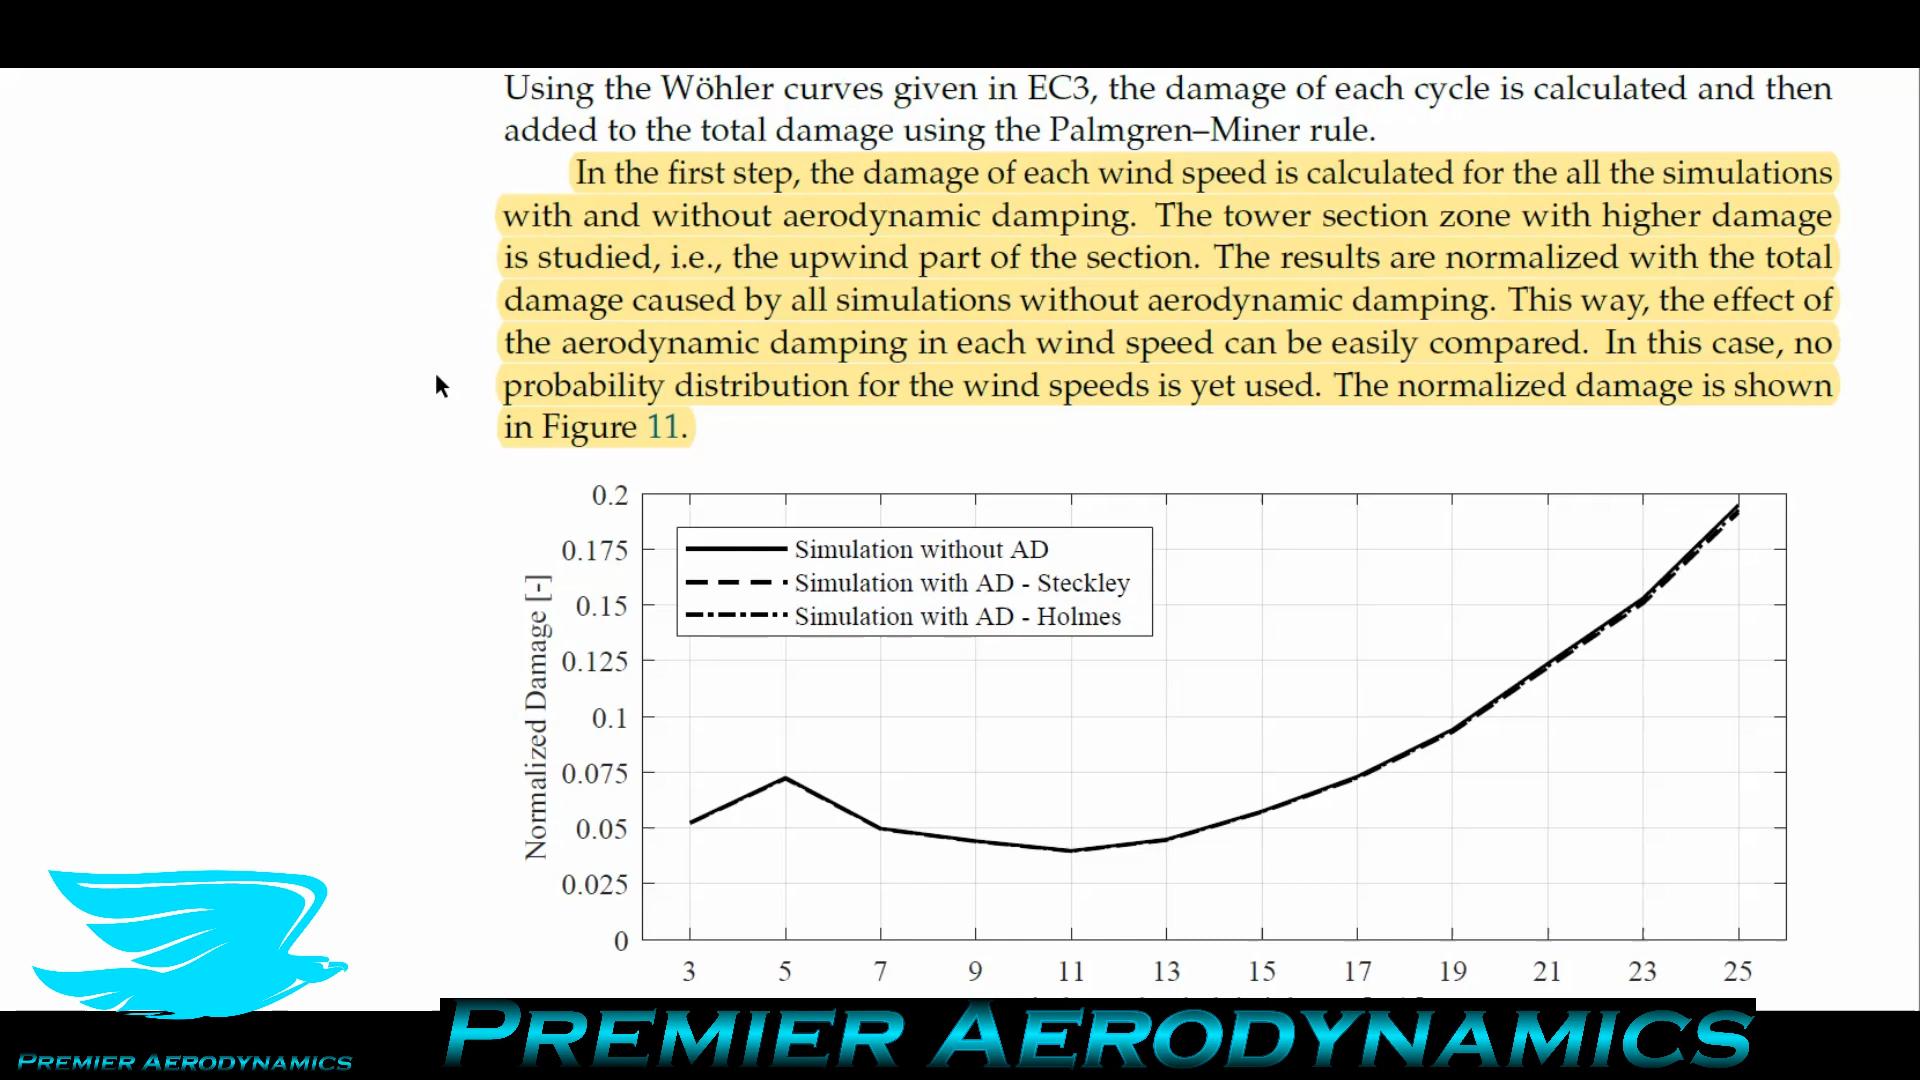 Using the Wöhler curves given in EC3, the damage of each cycle is calculated and then
added to the total damage using the Palmgren–Miner rule.
In the first step, the damage of each wind speed is calculated for the all the simulations
with and without aerodynamic damping. The tower section zone with higher damage
is studied, i.e., the upwind part of the section. The results are normalized with the total
damage caused by all simulations without aerodynamic damping. This way, the effect of
the aerodynamic damping in each wind speed can be easily compared. In this case, no
probability distribution for the wind speeds is yet used. The normalized damage is shown
in Figure 11.
Normalized Damage [-]
0.2
0.175
0.15
0.125
0.1
0.075
0.05
0.025
0
Simulation without AD
Simulation with AD - Steckley
Simulation with AD - Holmes
3 5 7 9 11 13 15 17 19 21 23 25
PREMIER AERODYNAMICS
PREMIER AERODYNAMICS